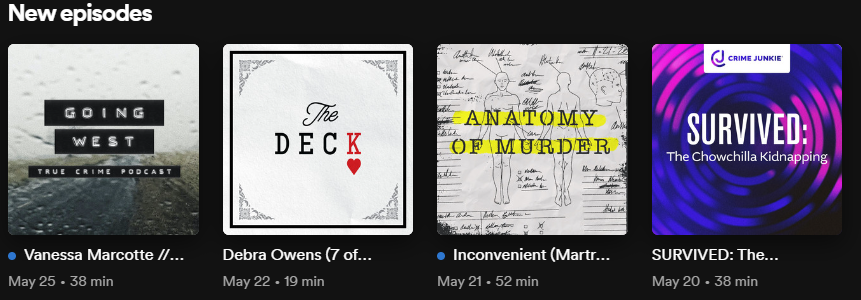 New episodes
GOING
WEST
TRUE CRIME PODCAST
The
DECK
ANATOMY
OF MURDER
CRIME JUNKIE
SURVIVED:
The Chowchilla Kidnapping
Vanessa Marcotte //...
May 25 • 38 min
Debra Owens (7 of...
May 22 • 19 min
Inconvenient (Martr...
May 21 • 52 min
SURVIVED: The...
May 20 • 38 min